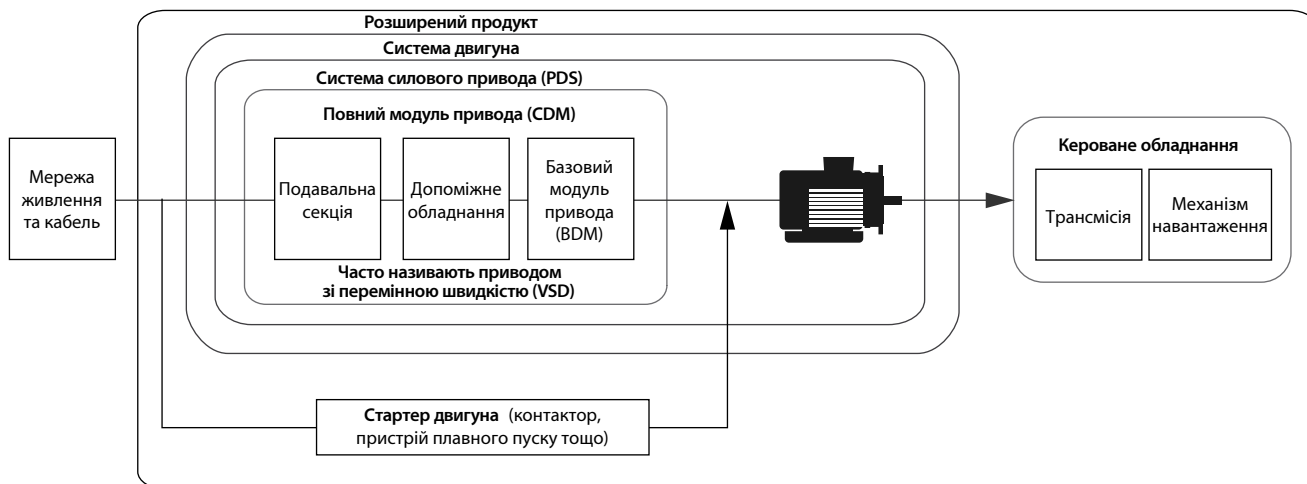 Розширений продукт
Система двигуна
Система силового привода (PDS)
Повний модуль привода (CDM)
Мережа
живлення
та кабель
Подавальна
секція
Допоміжне
обладнання
Базовий
модуль
привода
(BDM)
Часто називають приводом
зі перемінною швидкістю (VSD)
Кероване обладнання
Трансмісія
Механізм
навантаження
Стартер двигуна (контактор,
пристрій плавного пуску тощо)